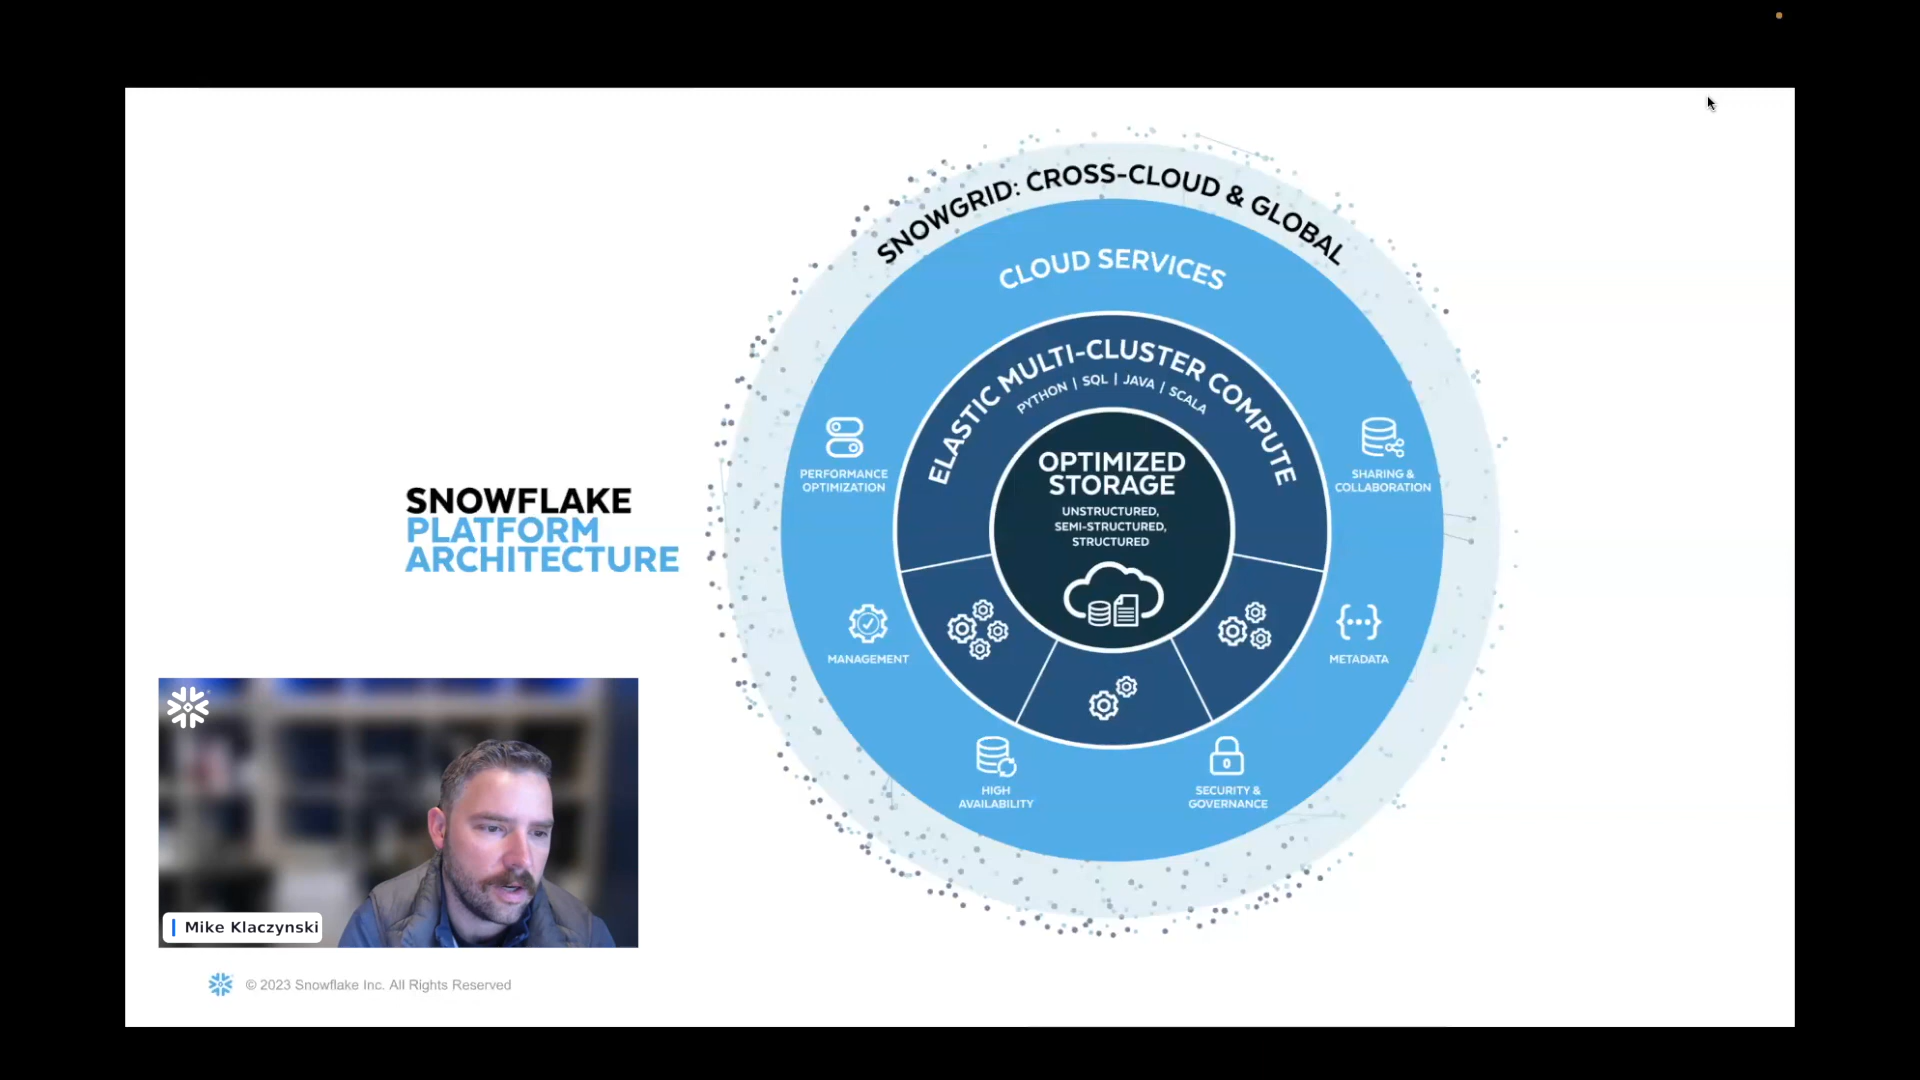 SNOWGRID: CROSS-CLOUD & GLOBAL
CLOUD SERVICES
ELASTIC MULTI-CLUSTER COMPUTE
PYTHON | SQL | JAVA | SCALA
OPTIMIZED
STORAGE
UNSTRUCTURED,
SEMI-STRUCTURED,
STRUCTURED
PERFORMANCE
OPTIMIZATION
SHARING &
COLLABORATION
SNOWFLAKE
PLATFORM
ARCHITECTURE
MANAGEMENT
METADATA
HIGH
AVAILABILITY
SECURITY &
GOVERNANCE
Mike Klaczynski
© 2023 Snowflake Inc. All Rights Reserved